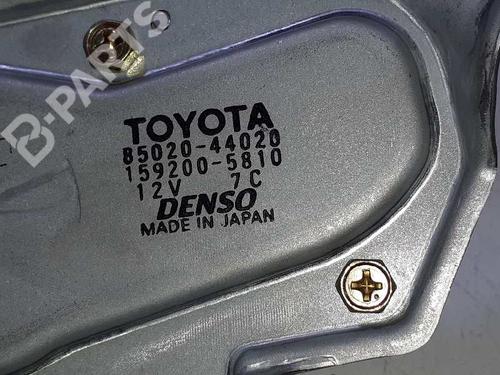 B-PARTS
TOYOTA
85020-44020
159200-5810
12V 7C
DENSO
MADE IN JAPAN